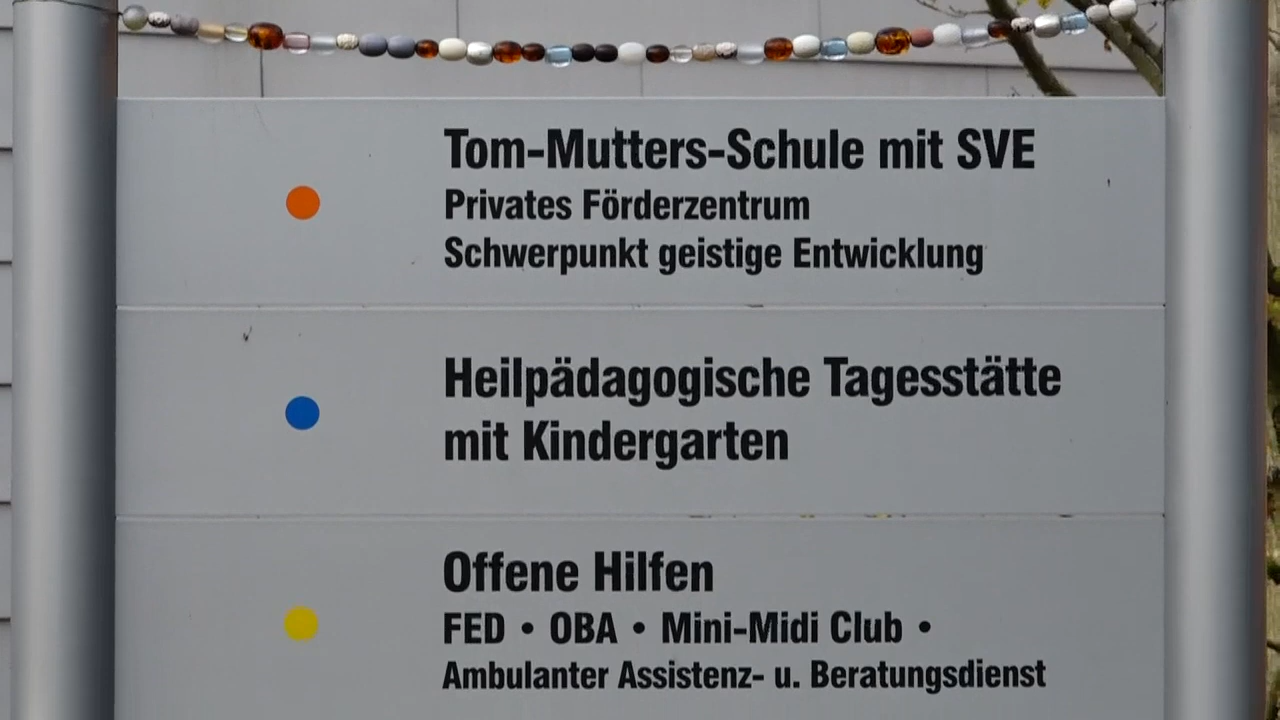 Tom-Mutters-Schule mit SVE
Privates Förderzentrum
Schwerpunkt geistige Entwicklung
Heilpädagogische Tagesstätte
mit Kindergarten
Offene Hilfen
FED • OBA • Mini-Midi Club •
Ambulanter Assistenz- u. Beratungsdienst